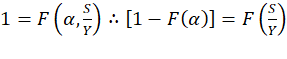 1 = F(α, S/Y) ∴ [1 − F(α)] = F(S/Y)